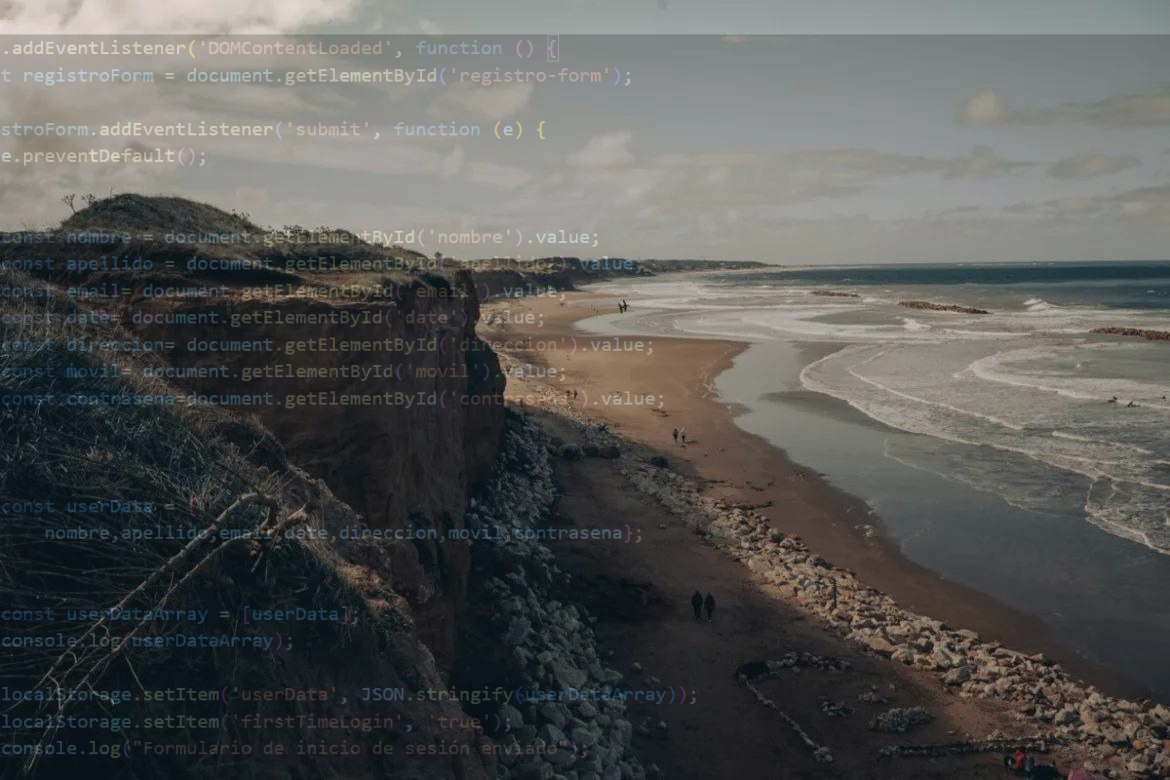 .addEventListener('DOMContentLoaded', function () {
t registroForm = document.getElementById('registro-form');
stroForm.addEventListener('submit', function (e) {
e.preventDefault();
const nombre = document.getElementById('nombre').value;
const apellido = document.getElementById('apellido').value;
const email = document.getElementById('email').value;
const date = document.getElementById('date').value;
const direccion= document.getElementById('direccion').value;
const movil = document.getElementById('movil').value;
const contrasena = document.getElementById('contrasena').value;
const userData = {
nombre,apellido,email,date,direccion,movil,contrasena};
const userDataArray = [userData];
console.log(userDataArray);
localStorage.setItem('userData', JSON.stringify(userDataArray));
localStorage.setItem('firstTimeLogin', 'true');
console.log("Formulario de inicio de sesión enviado");